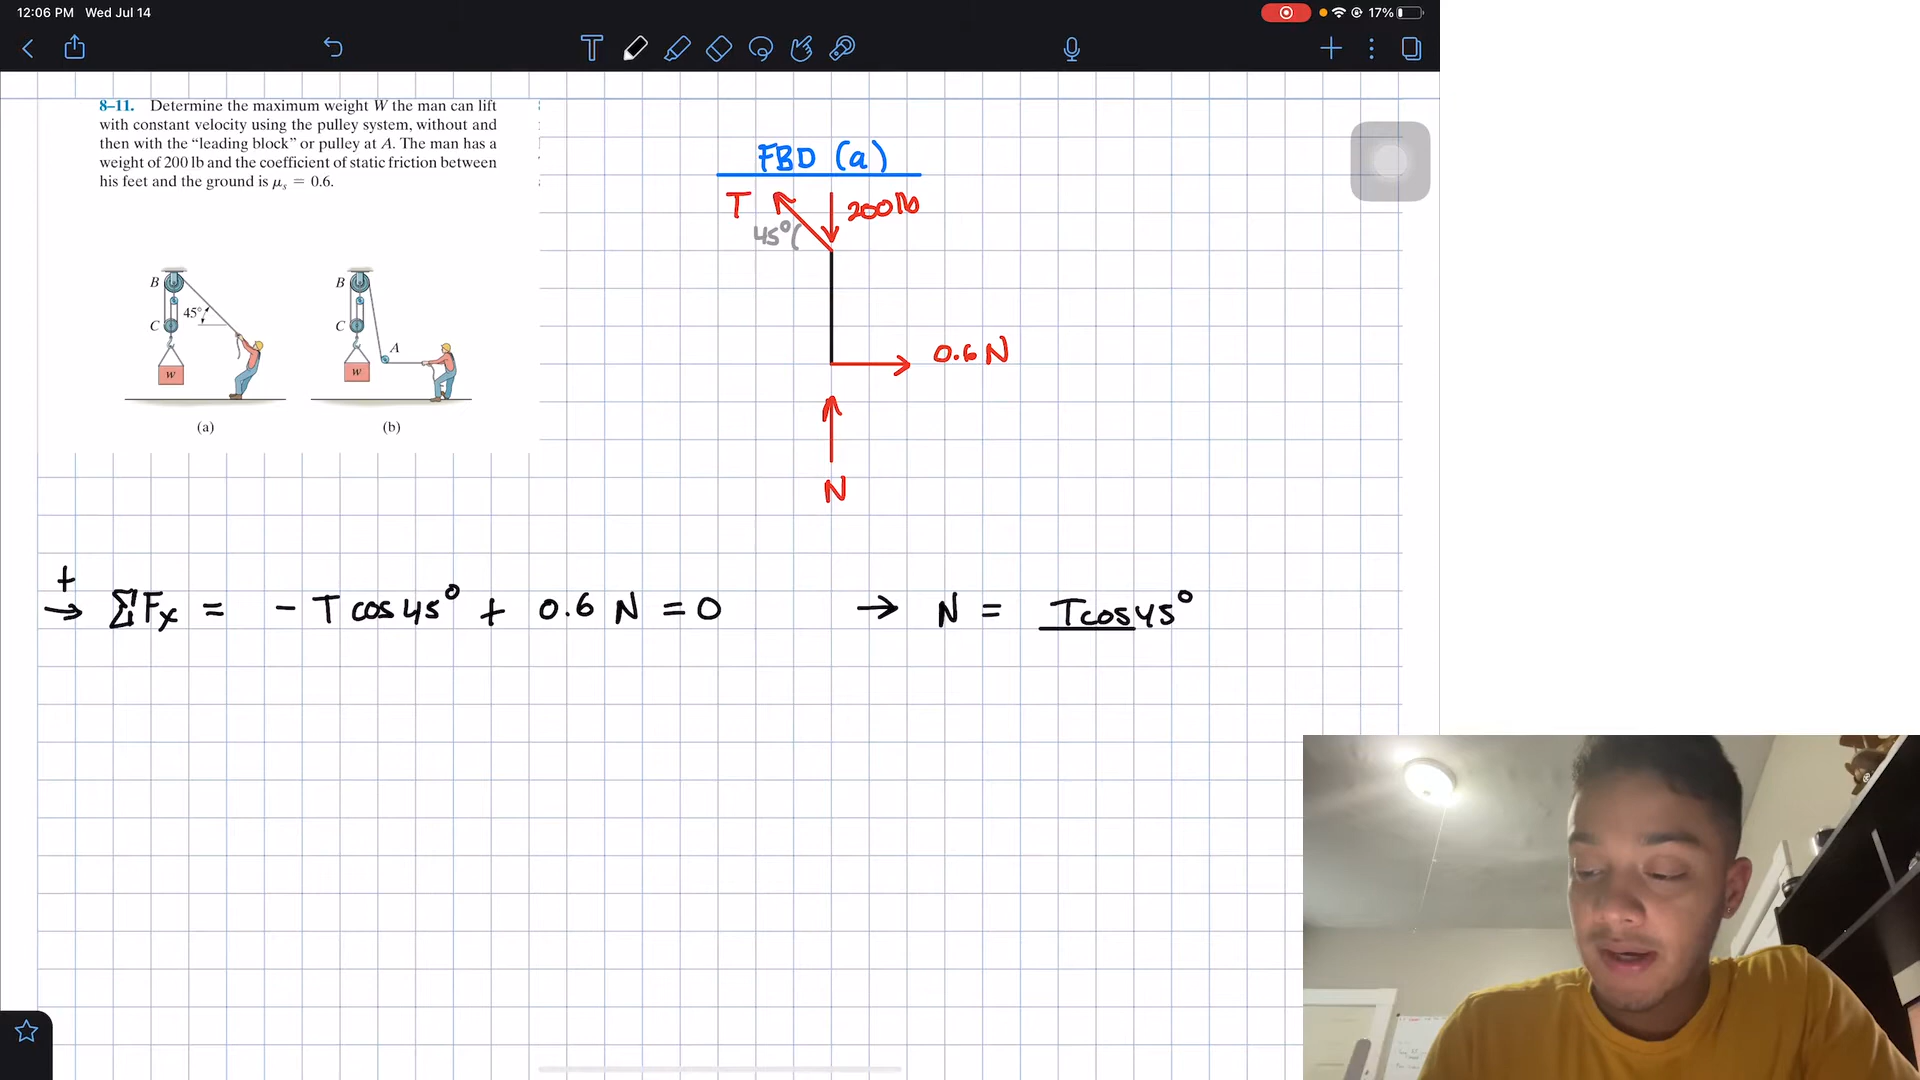 12:06 PM Wed Jul 14
17%
8–11. Determine the maximum weight W the man can lift
with constant velocity using the pulley system, without and
then with the “leading block” or pulley at A. The man has a
weight of 200 lb and the coefficient of static friction between
his feet and the ground is μs = 0.6.
B
C
45°
W
(a)
B
C
A
W
(b)
FBD (a)
T
200lb
45°
0.6 N
N
+
→ ΣFx = - T cos45° + 0.6 N = 0 → N = Tcos45°